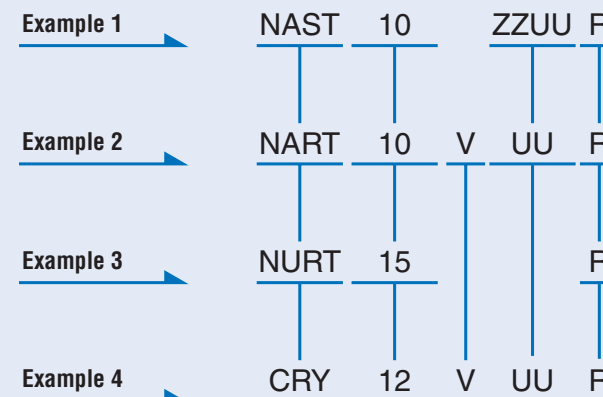 Example 1 NAST 10 ZZUU R
Example 2 NART 10 V UU R
Example 3 NURT 15 R
Example 4 CRY 12 V UU R